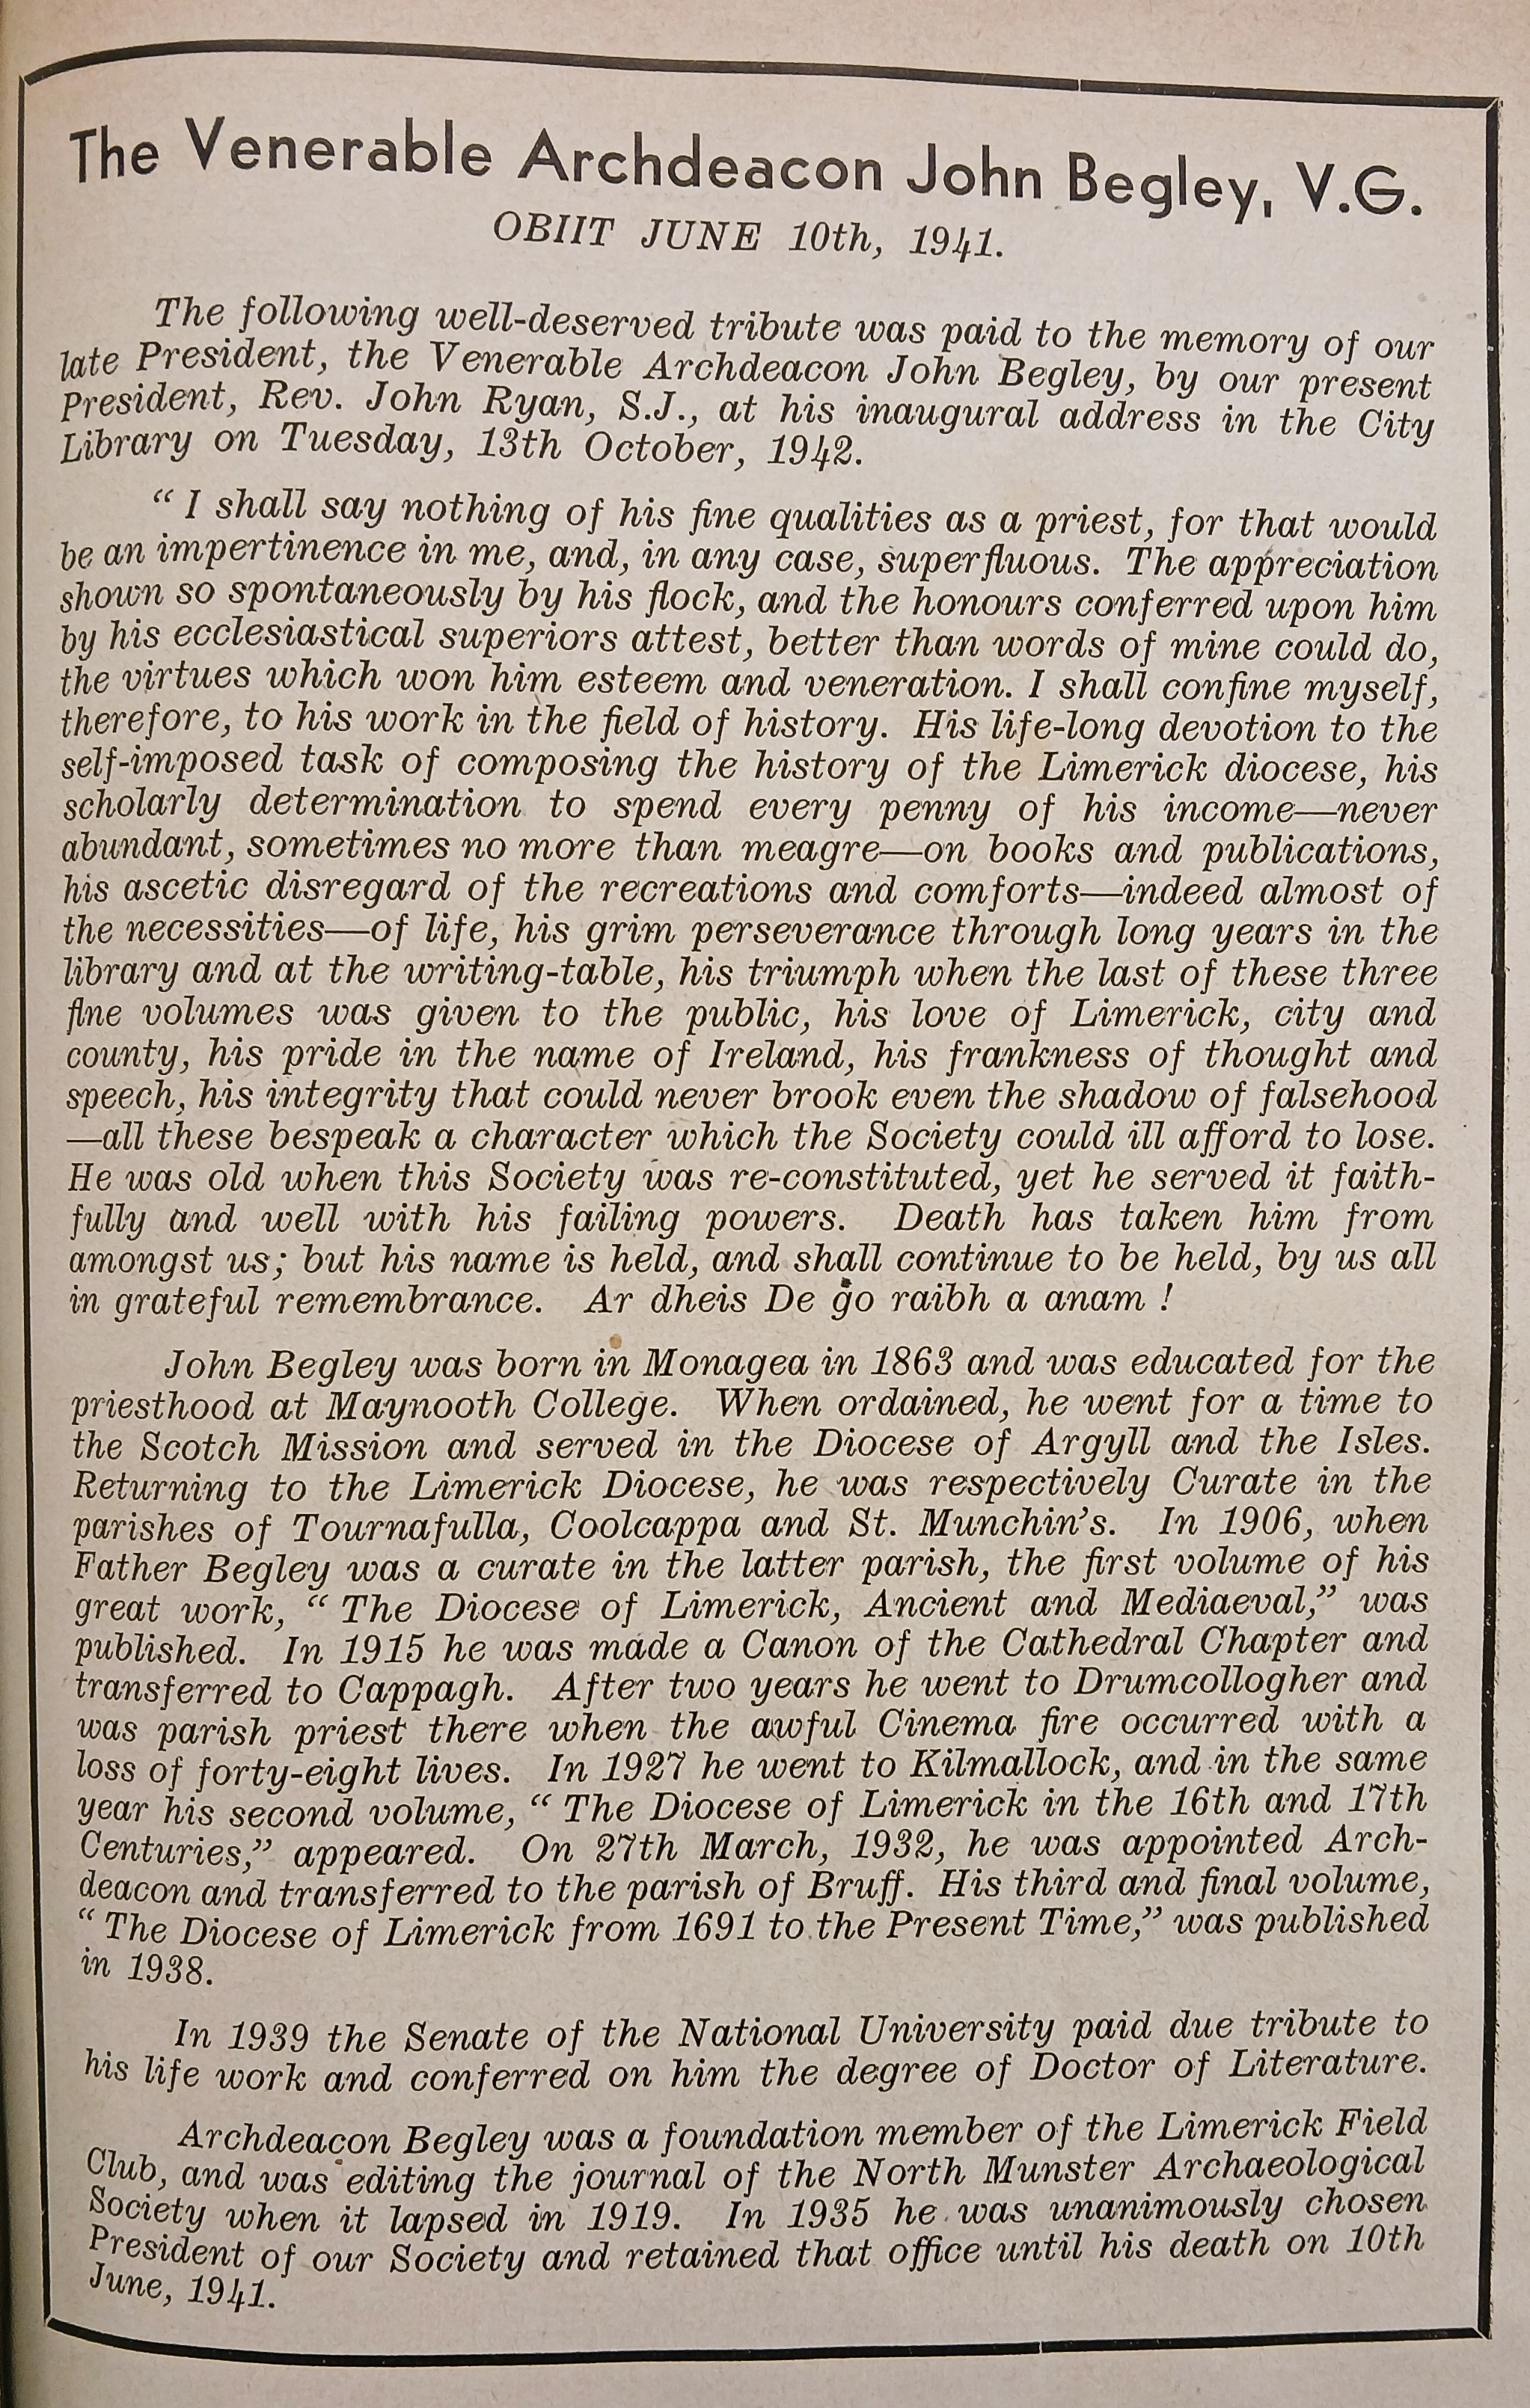 The Venerable Archdeacon John Begley, V.G.
OBIIT JUNE 10th, 1941.
The following well-deserved tribute was paid to the memory of our
late President, the Venerable Archdeacon John Begley, by our present
President, Rev. John Ryan, S.J., at his inaugural address in the City
Library on Tuesday, 13th October, 1942.
“ I shall say nothing of his fine qualities as a priest, for that would
be an impertinence in me, and, in any case, superfluous. The appreciation
shown so spontaneously by his flock, and the honours conferred upon him
by his ecclesiastical superiors attest, better than words of mine could do,
the virtues which won him esteem and veneration. I shall confine myself,
therefore, to his work in the field of history. His life-long devotion to the
self-imposed task of composing the history of the Limerick diocese, his
scholarly determination to spend every penny of his income—never
abundant, sometimes no more than meagre—on books and publications,
his ascetic disregard of the recreations and comforts—indeed almost of
the necessities—of life, his grim perseverance through long years in the
library and at the writing-table, his triumph when the last of these three
fine volumes was given to the public, his love of Limerick, city and
county, his pride in the name of Ireland, his frankness of thought and
speech, his integrity that could never brook even the shadow of falsehood
—all these bespeak a character which the Society could ill afford to lose.
He was old when this Society was re-constituted, yet he served it faith-
fully and well with his failing powers. Death has taken him from
amongst us; but his name is held, and shall continue to be held, by us all
in grateful remembrance. Ar dheis De go raibh a anam !
John Begley was born in Monagea in 1863 and was educated for the
priesthood at Maynooth College. When ordained, he went for a time to
the Scotch Mission and served in the Diocese of Argyll and the Isles.
Returning to the Limerick Diocese, he was respectively Curate in the
parishes of Tournafulla, Coolcappa and St. Munchin’s. In 1906, when
Father Begley was a curate in the latter parish, the first volume of his
great work, “ The Diocese of Limerick, Ancient and Mediaeval,” was
published. In 1915 he was made a Canon of the Cathedral Chapter and
transferred to Cappagh. After two years he went to Drumcollogher and
was parish priest there when the awful Cinema fire occurred with a
loss of forty-eight lives. In 1927 he went to Kilmallock, and in the same
year his second volume, “ The Diocese of Limerick in the 16th and 17th
Centuries,” appeared. On 27th March, 1932, he was appointed Arch-
deacon and transferred to the parish of Bruff. His third and final volume,
“ The Diocese of Limerick from 1691 to the Present Time,” was published
in 1938.
In 1939 the Senate of the National University paid due tribute to
his life work and conferred on him the degree of Doctor of Literature.
Archdeacon Begley was a foundation member of the Limerick Field
Club, and was editing the journal of the North Munster Archaeological
Society when it lapsed in 1919. In 1935 he was unanimously chosen
President of our Society and retained that office until his death on 10th
June, 1941.